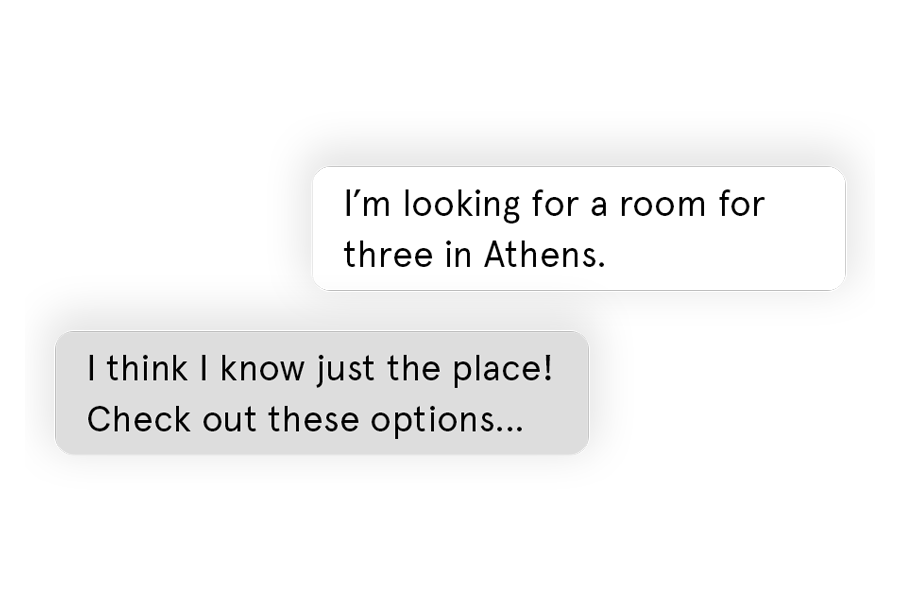 I´m looking for a room for
three in Athens.
I think I know just the place!
Check out these options...